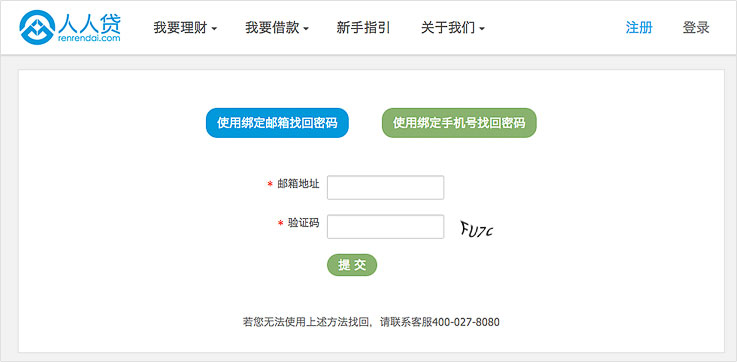 人人贷
renrendai.com
我要理财 我要借款 新手指引 关于我们 注册 登录
使用绑定邮箱找回密码 使用绑定手机号找回密码
* 邮箱地址
* 验证码 FU7c
提 交
若您无法使用上述方法找回，请联系客服400-027-8080